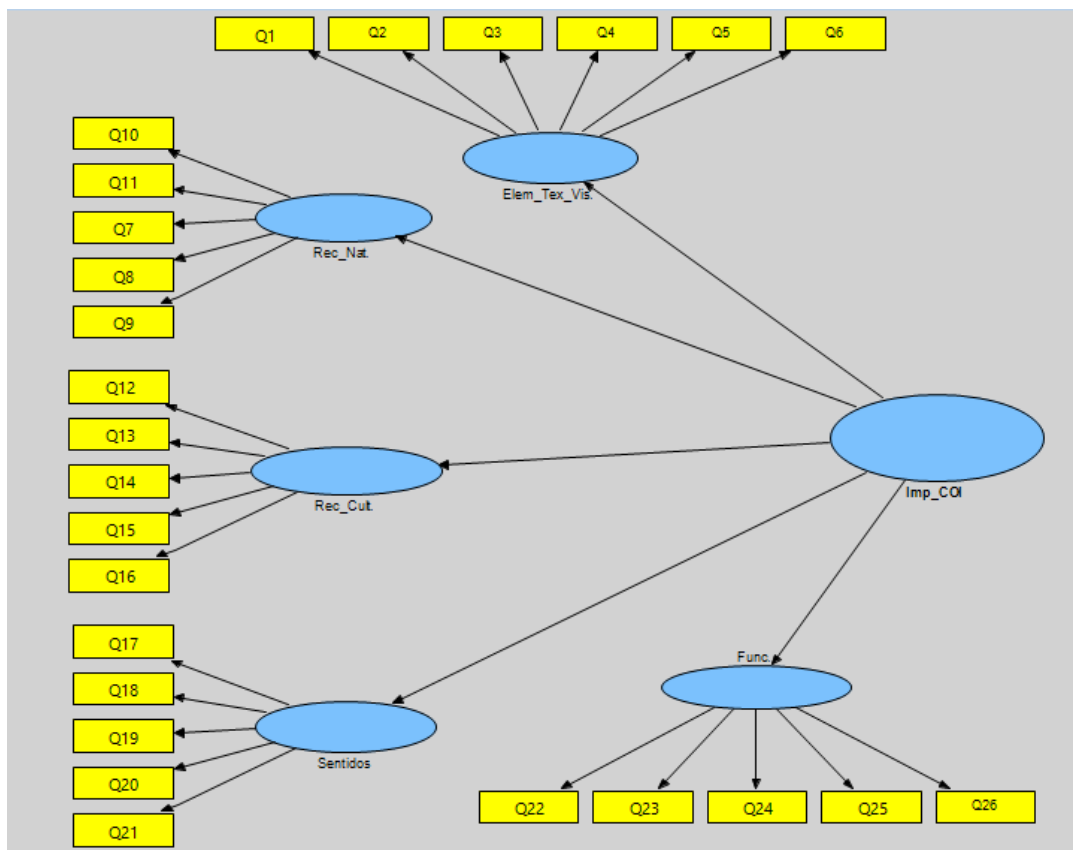 Q1
Q2
Q3
Q4
Q5
Q6
Elem_Tex_Vis.
Q10
Q11
Q7
Q8
Q9
Rec_Nat.
Q12
Q13
Q14
Q15
Q16
Rec_Cult.
Imp_COI
Q17
Q18
Q19
Q20
Q21
Sentidos
Func.
Q22
Q23
Q24
Q25
Q26